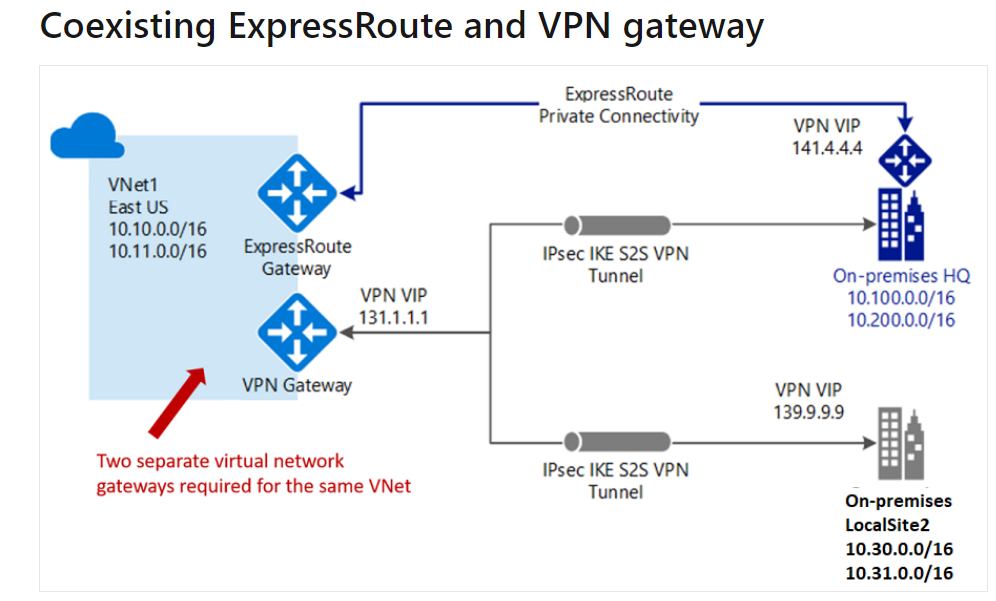 Coexisting ExpressRoute and VPN gateway
ExpressRoute
Private Connectivity
VPN VIP
141.4.4.4
VNet1
East US
10.10.0.0/16
10.11.0.0/16
ExpressRoute
Gateway
IPsec IKE S2S VPN
Tunnel
On-premises HQ
10.100.0.0/16
10.200.0.0/16
VPN VIP
131.1.1.1
VPN Gateway
VPN VIP
139.9.9.9
Two separate virtual network
gateways required for the same VNet
IPsec IKE S2S VPN
Tunnel
On-premises
LocalSite2
10.30.0.0/16
10.31.0.0/16